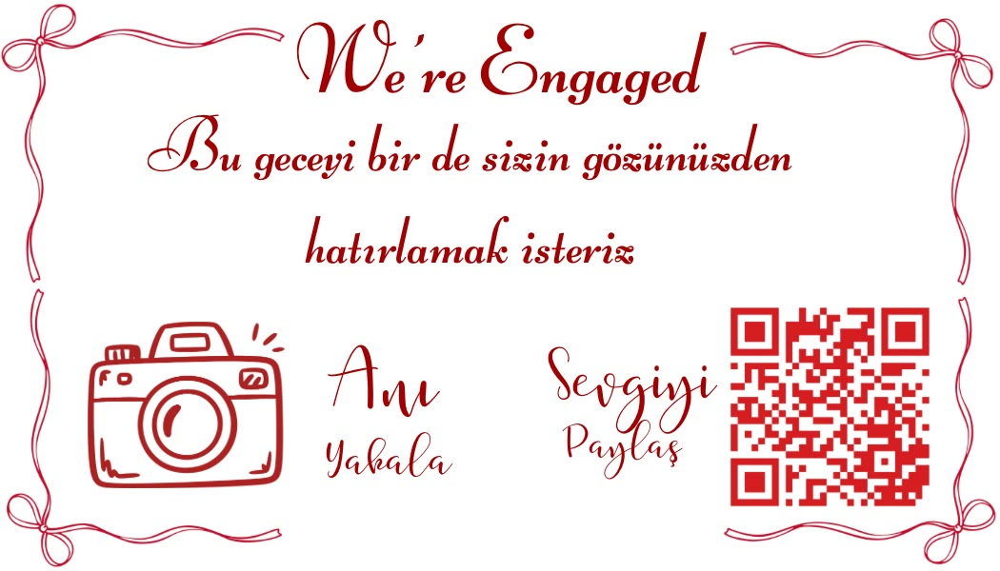 We're Engaged
Bu geceyi bir de sizin gözünüzden
hatırlamak isteriz
Anı
Yakala
Sevgiyi
Paylaş